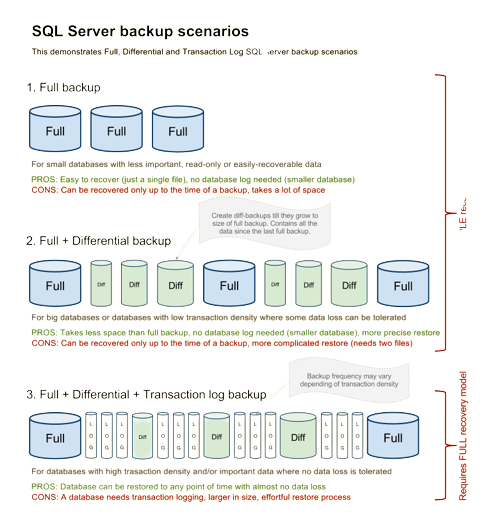 SQL Server backup scenarios
This demonstrates Full, Differential and Transaction Log SQL server backup scenarios
1. Full backup
Full Full Full
For small databases with less important, read-only or easily-recoverable data
PROS: Easy to recover (just a single file), no database log needed (smaller database)
CONS: Can be recovered only up to the time of a backup, takes a lot of space
Create diff-backups till they grow to
size of full backup. Contains all the
data since the last full backup.
2. Full + Differential backup
Full Diff Diff Diff Full Diff Diff Diff Full
For big databases or databases with low transaction density where some data loss can be tolerated
PROS: Takes less space than full backup, no database log needed (smaller database), more precise restore
CONS: Can be recovered only up to the time of a backup, more complicated restore (needs two files)
Backup frequency may vary
depending of transaction density
3. Full + Differential + Transaction log backup
Full LOG LOG LOG Diff LOG LOG LOG Diff LOG LOG LOG Diff LOG LOG LOG Full
For databases with high trasaction density and/or important data where no data loss is tolerated
PROS: Database can be restored to any point of time with almost no data loss
CONS: A database needs transaction logging, larger in size, effortful restore process
Requires FULL recovery model